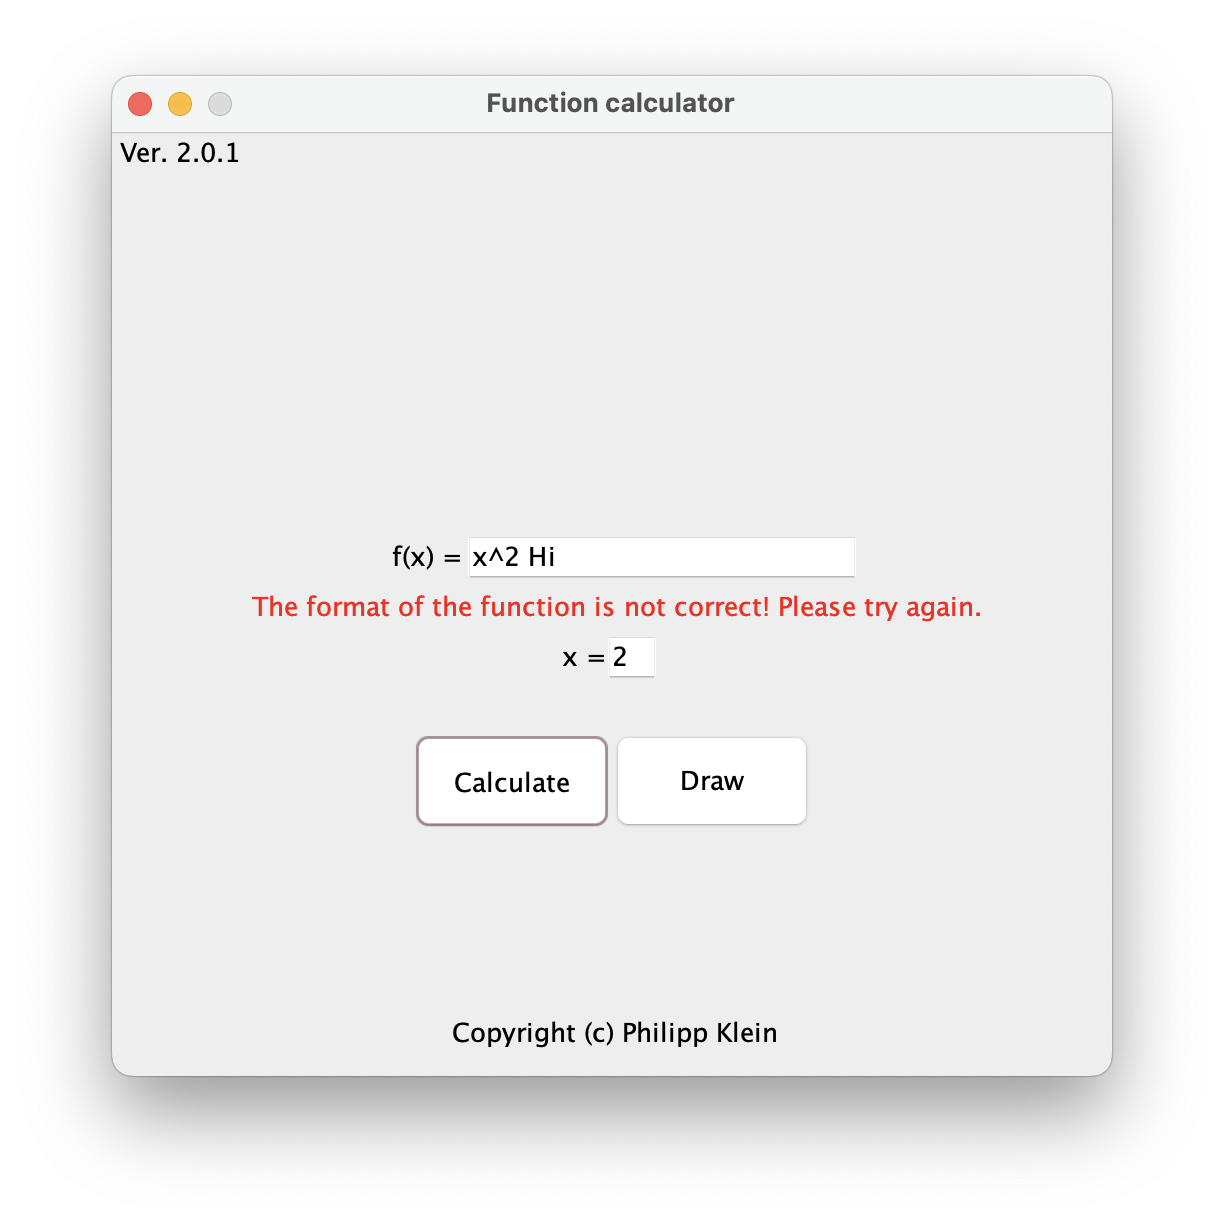 Function calculator
Ver. 2.0.1
f(x) = x^2 Hi
The format of the function is not correct! Please try again.
x = 2
Calculate Draw
Copyright (c) Philipp Klein